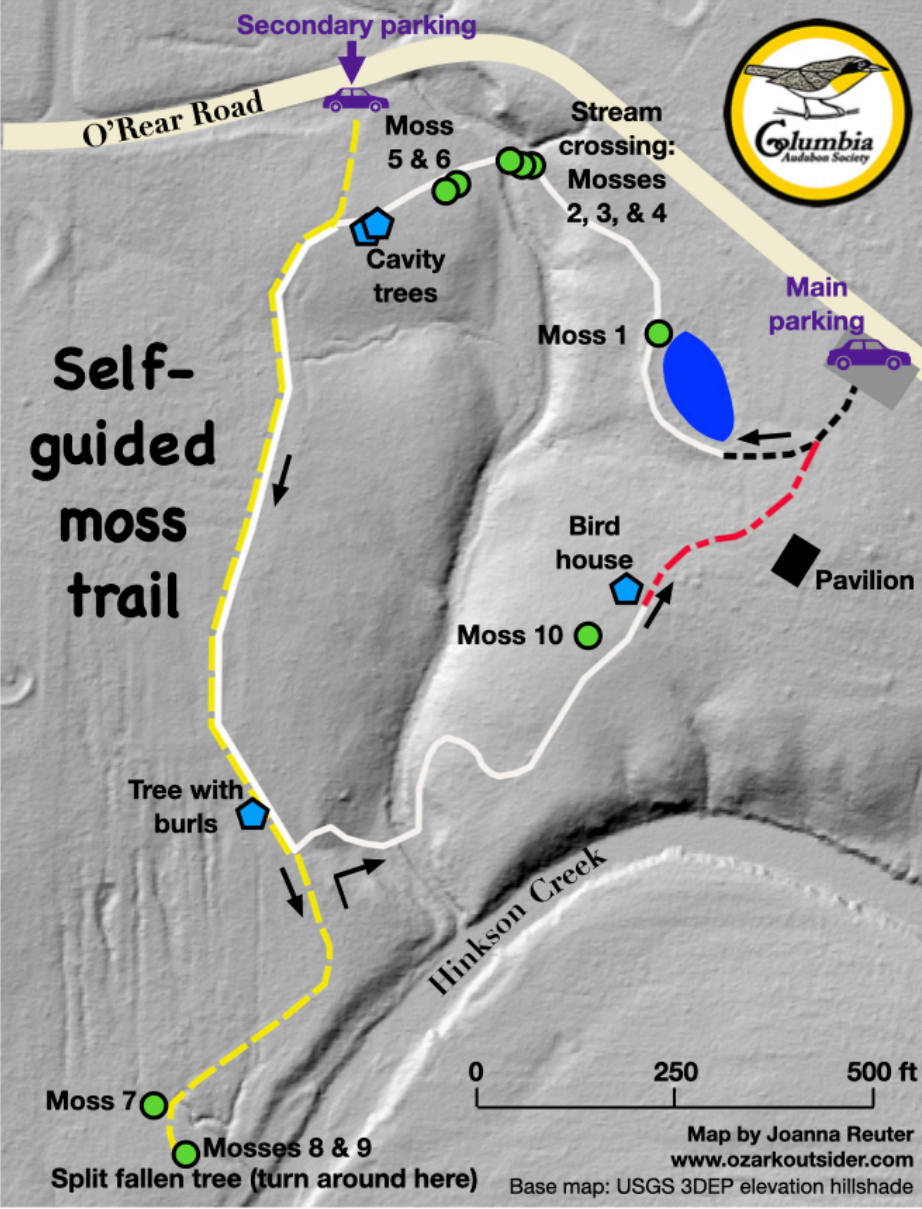 Secondary parking
O'Rear Road
Columbia
Audubon Society
Moss
5 & 6
Stream
crossing:
Mosses
2, 3, & 4
Cavity
trees
Main
parking
Moss 1
Self-
guided
moss
trail
Bird
house
Pavilion
Moss 10
Tree with
burls
Hinkson Creek
0 250 500 ft
Moss 7
Mosses 8 & 9
Split fallen tree (turn around here)
Map by Joanna Reuter
www.ozarkoutsider.com
Base map: USGS 3DEP elevation hillshade